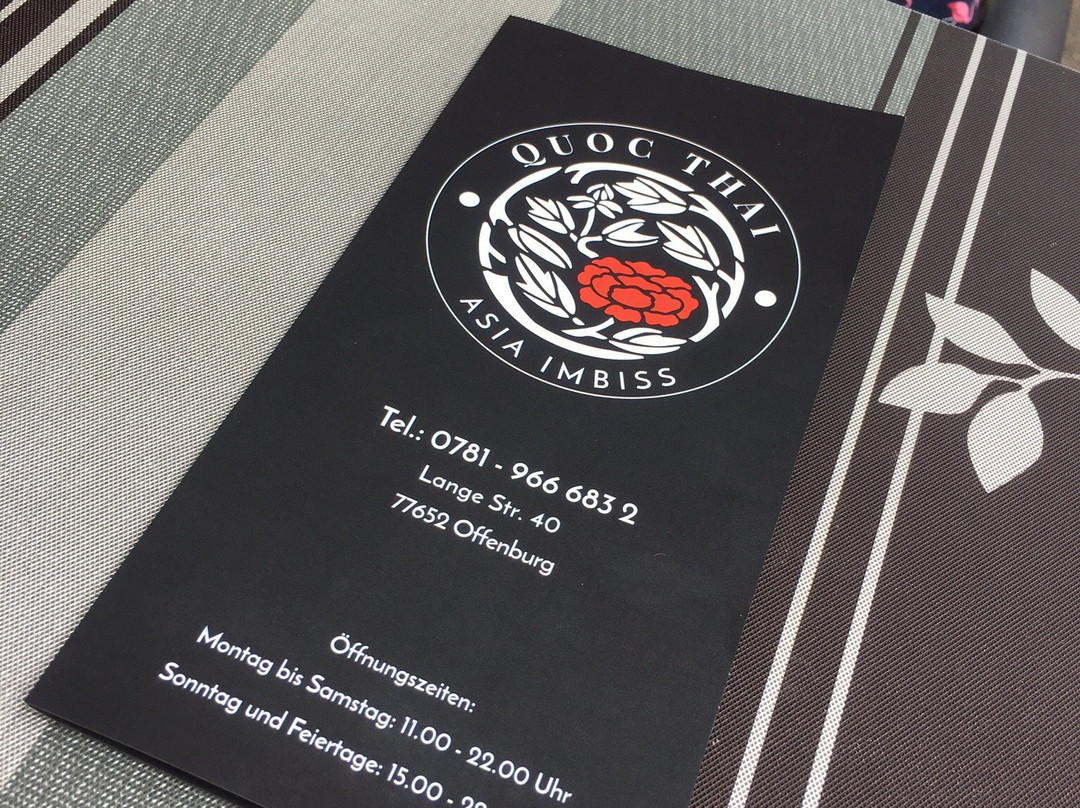 QUOC THAI
ASIA IMBISS
Tel.: 0781 - 966 683 2
Lange Str. 40
77652 Offenburg
Öffnungszeiten:
Montag bis Samstag: 11.00 - 22.00 Uhr
Sonntag und Feiertage: 15.00 -